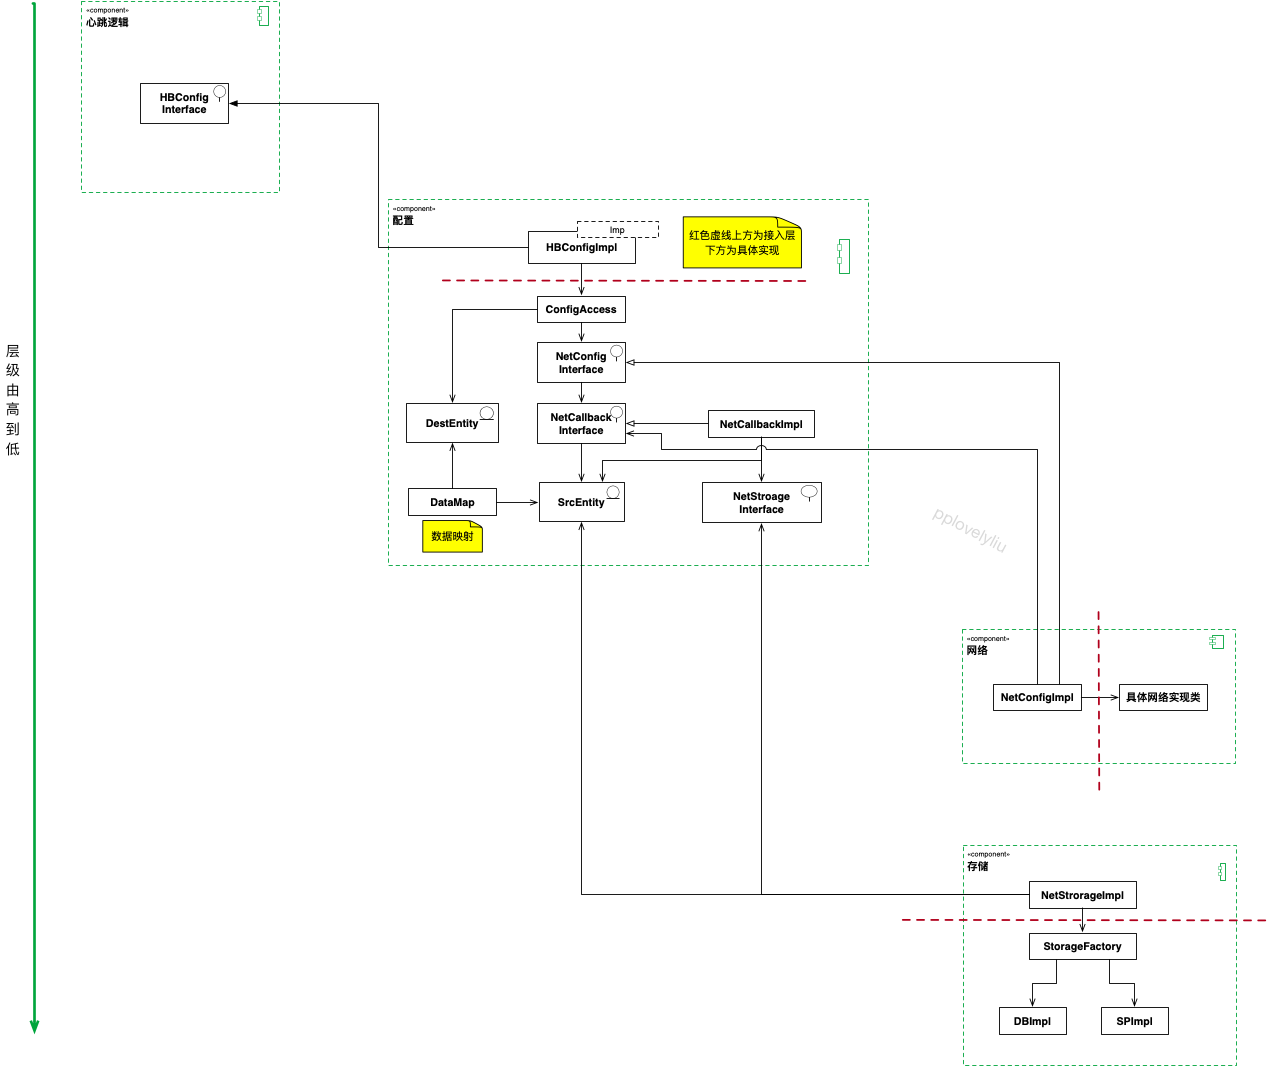 «component»
心跳逻辑
HBConfig
Interface
«component»
配置
Imp
HBConfigImpl
红色虚线上方为接入层
下方为具体实现
ConfigAccess
NetConfig
Interface
DestEntity
NetCallback
Interface
NetCallbackImpl
DataMap
SrcEntity
NetStroage
Interface
数据映射
层
级
由
高
到
低
pplovelyliu
«component»
网络
NetConfigImpl
具体网络实现类
«component»
存储
NetStrorageImpl
StorageFactory
DBImpl
SPImpl